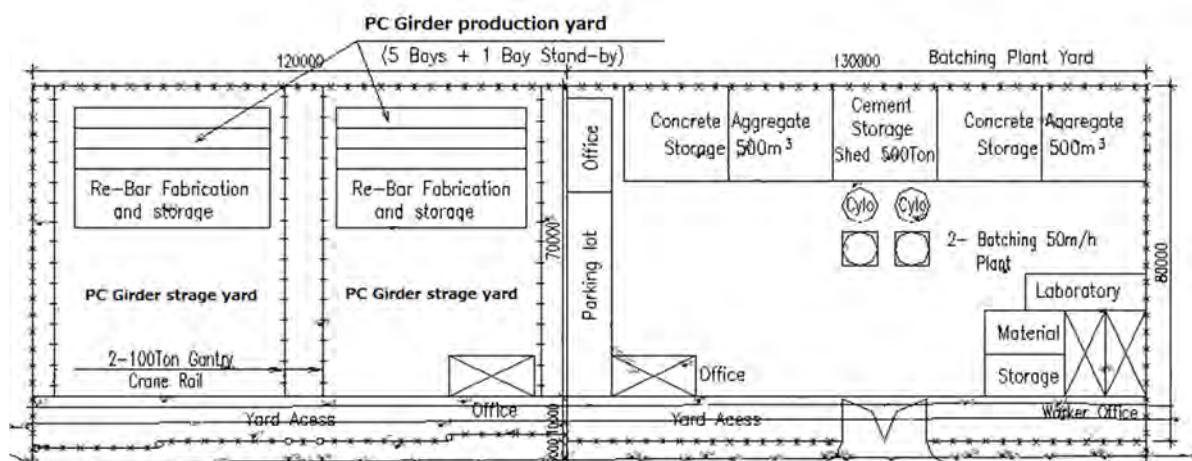 PC Girder production yard
(5 Bays + 1 Bay Stand-by)
120000
130000
Batching Plant Yard
Office
Concrete Aggregate
Storage 500m³
Cement
Storage
Shed 500Ton
Concrete Aggregate
Storage 500m³
Re-Bar Fabrication
and storage
Re-Bar Fabrication
and storage
Cylo
Cylo
70000
2- Batching 50m/h
Plant
80000
Parking lot
PC Girder strage yard
PC Girder strage yard
Laboratory
Material
Storage
2-100Ton Gantry
Crane Rail
Office
Office
Yard Acess
Yard Acess
Worker Office
10000